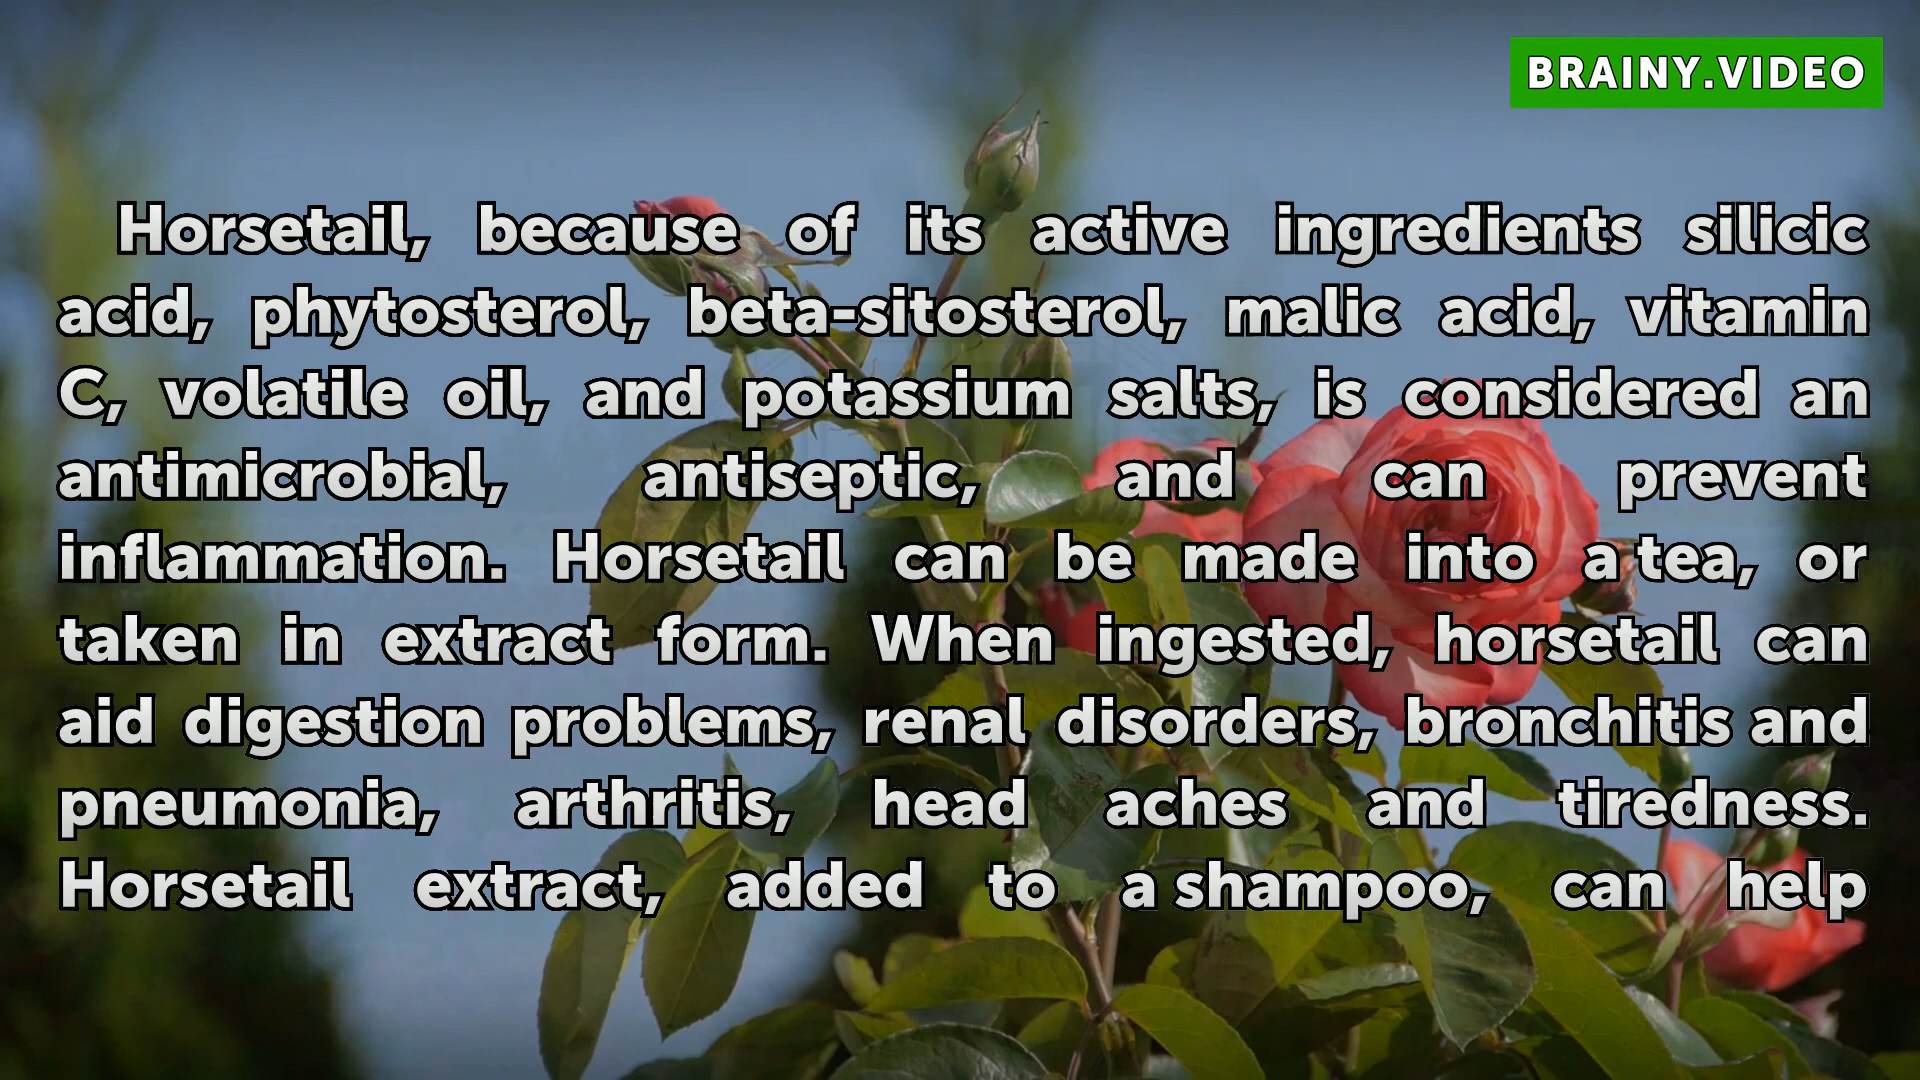 BRAINY.VIDEO
Horsetail, because of its active ingredients silicic
acid, phytosterol, beta-sitosterol, malic acid, vitamin
C, volatile oil, and potassium salts, is considered an
antimicrobial, antiseptic, and can prevent
inflammation. Horsetail can be made into a tea, or
taken in extract form. When ingested, horsetail can
aid digestion problems, renal disorders, bronchitis and
pneumonia, arthritis, head aches and tiredness.
Horsetail extract, added to a shampoo, can help